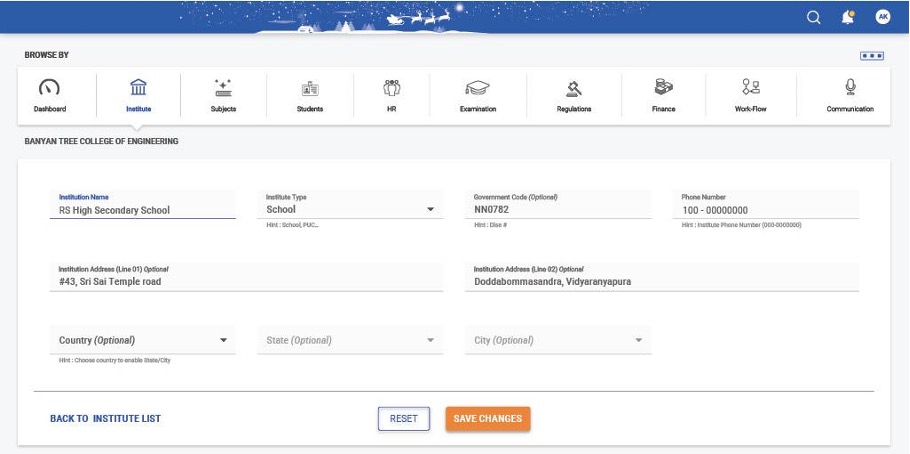 AK
BROWSE BY
Dashboard
Institute
Subjects
Students
HR
Examination
Regulations
Finance
Work-Flow
Communication
BANYAN TREE COLLEGE OF ENGINEERING
Institution Name
RS High Secondary School
Institute Type
School
Hint : School, PUC...
Government Code (Optional)
NN0782
Hint : Dise #
Phone Number
100 - 00000000
Hint : Institute Phone Number (000-0000000)
Institution Address (Line 01) Optional
#43, Sri Sai Temple road
Institution Address (Line 02) Optional
Doddabommasandra, Vidyaranyapura
Country (Optional)
Hint : Choose country to enable State/City
State (Optional)
City (Optional)
BACK TO INSTITUTE LIST
RESET
SAVE CHANGES